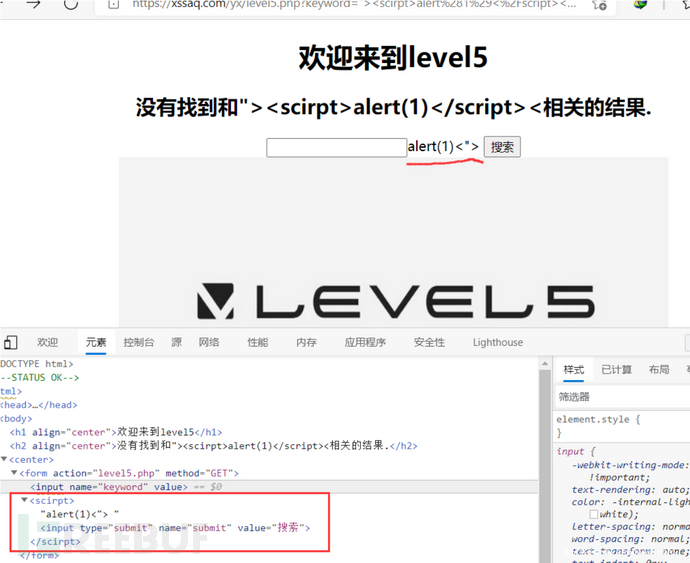 https://xssaq.com/yx/level5.php?keyword="><scirpt>alert%281%29<%2Fscript><...
欢迎来到level5
没有找到和"><scirpt>alert(1)</script><相关的结果.
alert(1)<"> 搜索
LEVEL5
欢迎 元素 控制台 源 网络 性能 内存 应用程序 安全性 Lighthouse
DOCTYPE html>
--STATUS OK-->
tml>
<head>…</head>
<body>
<h1 align="center">欢迎来到level5</h1>
<h2 align="center">没有找到和"><scirpt>alert(1)</script><相关的结果.</h2>
<center>
<form action="level5.php" method="GET">
<input name="keyword" value> == $0
<scirpt>
"alert(1)<"> "
<input type="submit" name="submit" value="搜索">
</scirpt>
</form>
REEBUF
样式 已计算 布局
筛选器
element.style {
}
input {
-webkit-writing-mode:
!important;
text-rendering: auto;
color: -internal-ligh
white);
letter-spacing: norma
word-spacing: normal;
text-transform: none;
text-indent: 0px